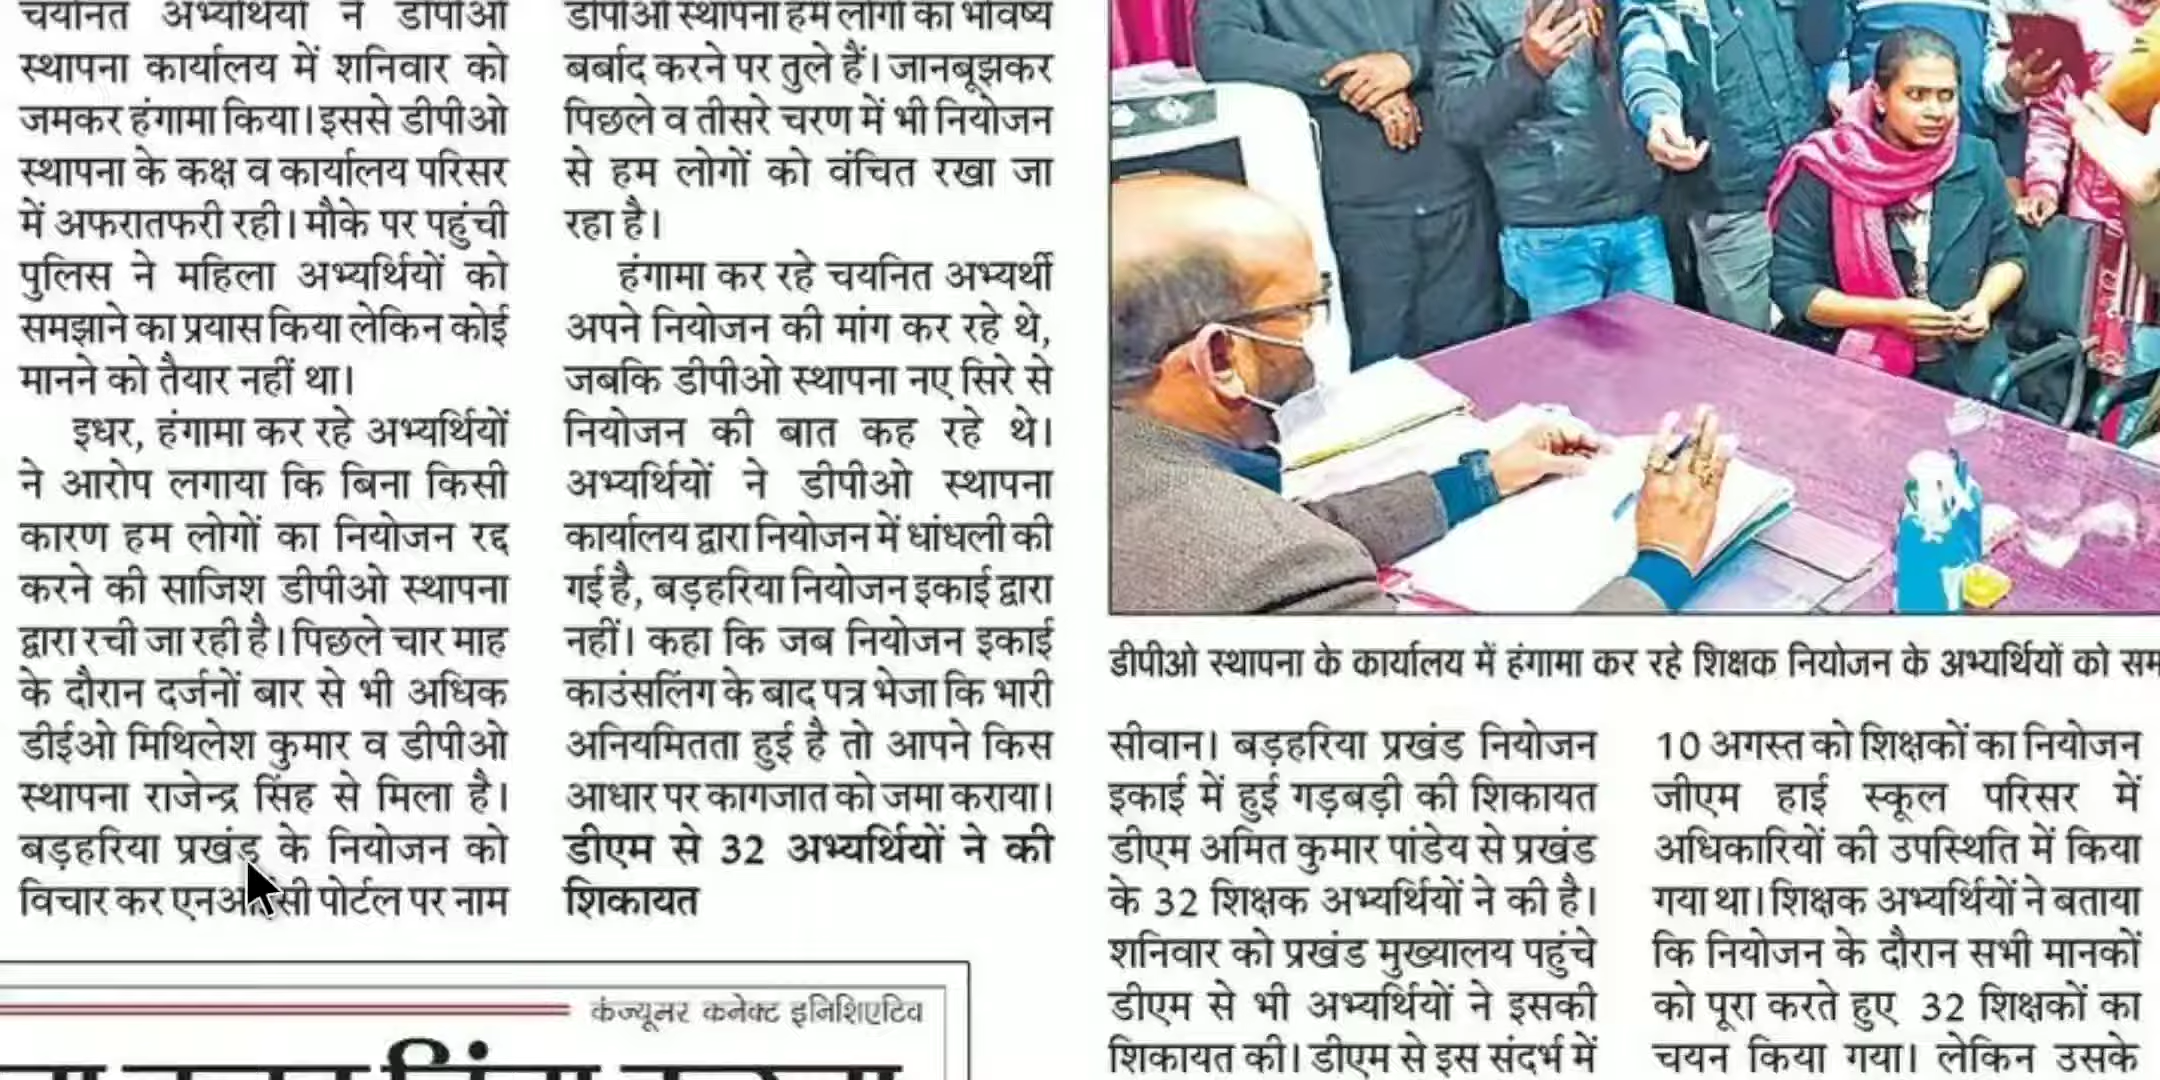 चयनित अभ्यर्थियों ने डीपीओ
स्थापना कार्यालय में शनिवार को
जमकर हंगामा किया। इससे डीपीओ
स्थापना के कक्ष व कार्यालय परिसर
में अफरातफरी रही। मौके पर पहुंची
पुलिस ने महिला अभ्यर्थियों को
समझाने का प्रयास किया लेकिन कोई
मानने को तैयार नहीं था।
इधर, हंगामा कर रहे अभ्यर्थियों
ने आरोप लगाया कि बिना किसी
कारण हम लोगों का नियोजन रद्द
करने की साजिश डीपीओ स्थापना
द्वारा रची जा रही है। पिछले चार माह
के दौरान दर्जनों बार से भी अधिक
डीईओ मिथिलेश कुमार व डीपीओ
स्थापना राजेन्द्र सिंह से मिला है।
बड़हरिया प्रखंड के नियोजन को
विचार कर पोर्टल पर नाम
डीपीओ स्थापना हम लोगों का भविष्य
बर्बाद करने पर तुले हैं। जानबूझकर
पिछले व तीसरे चरण में भी नियोजन
से हम लोगों को वंचित रखा जा
रहा है।
हंगामा कर रहे चयनित अभ्यर्थी
अपने नियोजन की मांग कर रहे थे,
जबकि डीपीओ स्थापना नए सिरे से
नियोजन की बात कह रहे थे।
अभ्यर्थियों ने डीपीओ स्थापना
कार्यालय द्वारा नियोजन में धांधली की
गई है, बड़हरिया नियोजन इकाई द्वारा
नहीं। कहा कि जब नियोजन इकाई
काउंसलिंग के बाद पत्र भेजा कि भारी
अनियमितता हुई है तो आपने किस
आधार पर कागजात को जमा कराया।
डीएम से 32 अभ्यर्थियों ने की
शिकायत
डीपीओ स्थापना के कार्यालय में हंगामा कर रहे शिक्षक नियोजन के अभ्यर्थियों को
सीवान। बड़हरिया प्रखंड नियोजन
इकाई में हुई गड़बड़ी की शिकायत
डीएम अमित कुमार पांडेय से प्रखंड
के 32 शिक्षक अभ्यर्थियों ने की है।
शनिवार को प्रखंड मुख्यालय पहुंचे
डीएम से भी अभ्यर्थियों ने इसकी
शिकायत की। डीएम से इस संदर्भ में
10 अगस्त को शिक्षकों का नियोजन
जीएम हाई स्कूल परिसर में
अधिकारियों की उपस्थिति में किया
गया था। शिक्षक अभ्यर्थियों ने बताया
कि नियोजन के दौरान सभी मानकों
को पूरा करते हुए 32 शिक्षकों का
चयन किया गया। लेकिन उसके
कंज्यूमर कनेक्ट इनिशिएटिव